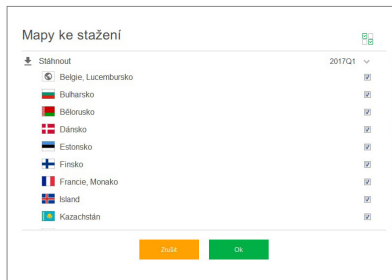 Mapy ke stažení
Stáhnout 2017Q1
Belgie, Lucembursko
Bulharsko
Bělorusko
Dánsko
Estonsko
Finsko
Francie, Monako
Island
Kazachstán
Zrušit Ok